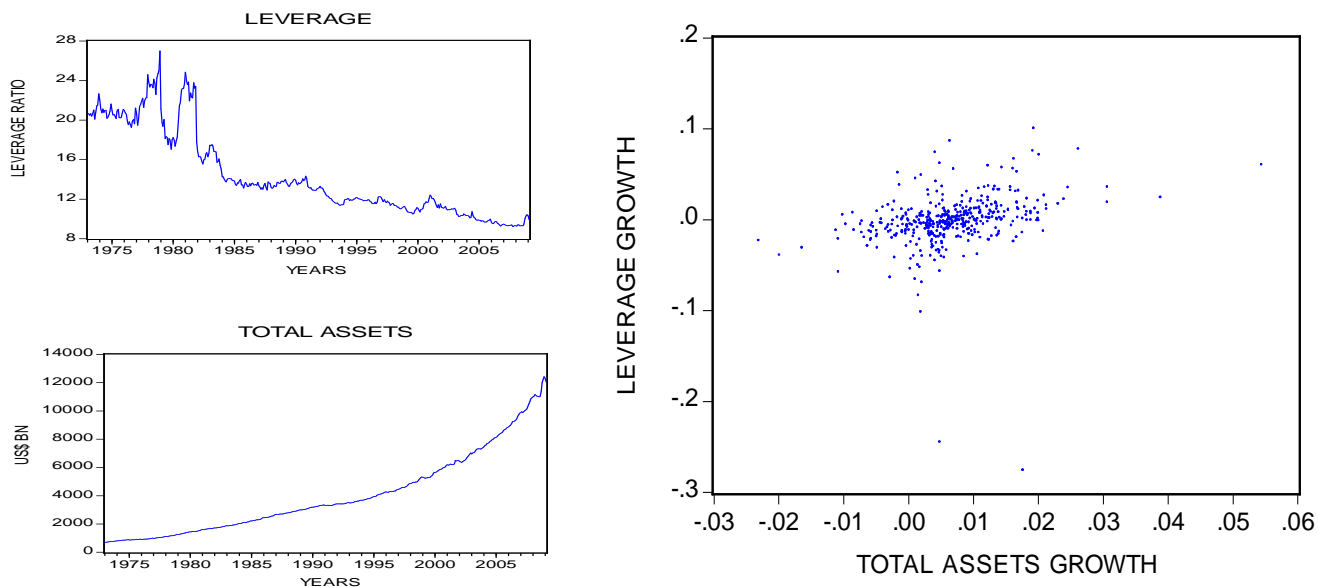 LEVERAGE
28
24
20
16
12
8
LEVERAGE RATIO
1975 1980 1985 1990 1995 2000 2005
YEARS
TOTAL ASSETS
14000
12000
10000
8000
6000
4000
2000
0
US$ BN
1975 1980 1985 1990 1995 2000 2005
YEARS
.2
.1
.0
-.1
-.2
-.3
LEVERAGE GROWTH
-.03 -.02 -.01 .00 .01 .02 .03 .04 .05 .06
TOTAL ASSETS GROWTH